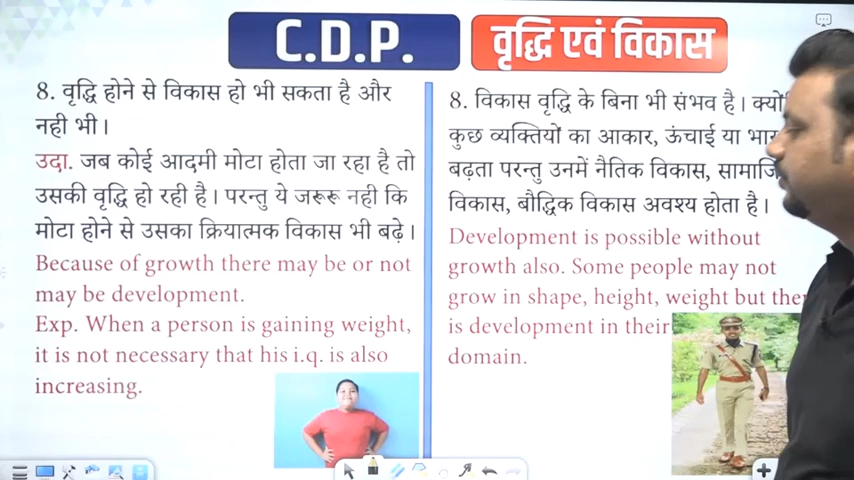 C.D.P.
वृद्धि एवं विकास
8. वृद्धि होने से विकास हो भी सकता है और
नही भी।
उदा. जब कोई आदमी मोटा होता जा रहा है तो
उसकी वृद्धि हो रही है। परन्तु ये जरूरू नही कि
मोटा होने से उसका क्रियात्मक विकास भी बढ़े।
Because of growth there may be or not
may be development.
Exp. When a person is gaining weight,
it is not necessary that his i.q. is also
increasing.
8. विकास वृद्धि के बिना भी संभव है।
कुछ व्यक्तियों का आकार, ऊंचाई या
बढ़ता परन्तु उनमें नैतिक विकास,
विकास, बौद्धिक विकास अवश्य होता है।
Development is possible without
growth also. Some people may not
grow in shape, height, weight but
is development in their
domain.